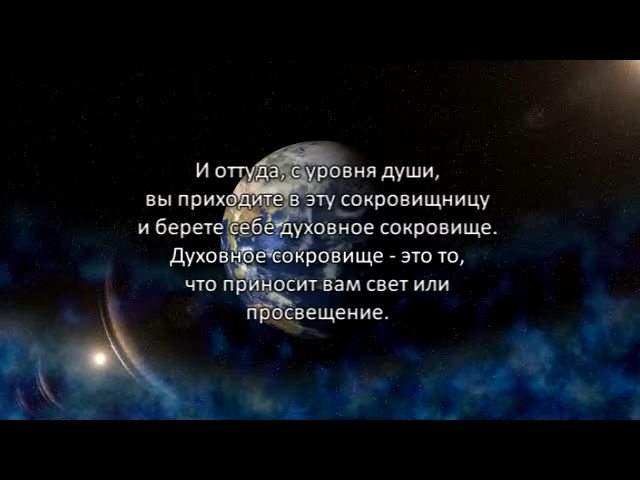 И оттуда, с уровня души,
вы приходите в эту сокровищницу
и берете себе духовное сокровище.
Духовное сокровище - это то,
что приносит вам свет или
просвещение.